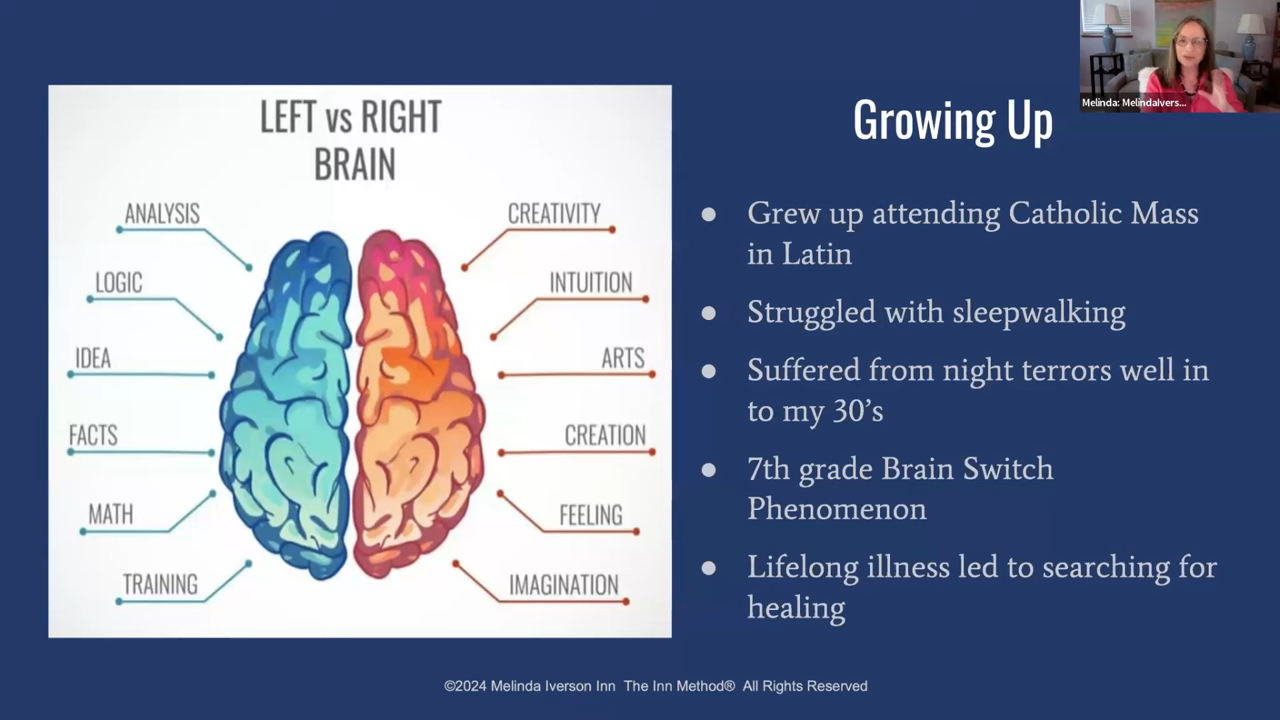 Melinda: MelindaIvers...
LEFT vs RIGHT
BRAIN
ANALYSIS
LOGIC
IDEA
FACTS
MATH
TRAINING
CREATIVITY
INTUITION
ARTS
CREATION
FEELING
IMAGINATION
Growing Up
● Grew up attending Catholic Mass
in Latin
● Struggled with sleepwalking
● Suffered from night terrors well in
to my 30’s
● 7th grade Brain Switch
Phenomenon
● Lifelong illness led to searching for
healing
©2024 Melinda Iverson Inn The Inn Method® All Rights Reserved